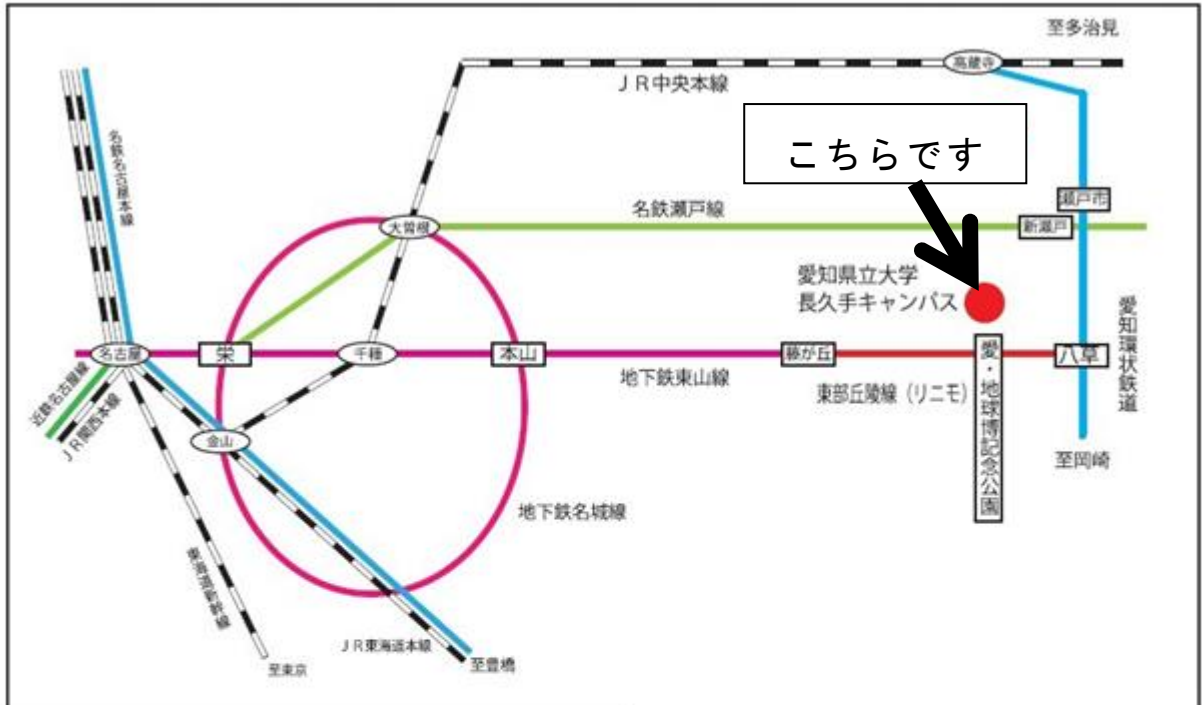 至多治見
高蔵寺
JR中央本線
こちらです
名鉄名古屋本線
瀬戸市
名鉄瀬戸線
大曽根
新瀬戸
愛知県立大学
長久手キャンパス
愛知環状鉄道
名古屋
栄
千種
本山
藤が丘
八草
地下鉄東山線
東部丘陵線(リニモ)
愛・地球博記念公園
近鉄名古屋線
JR関西本線
金山
至岡崎
地下鉄名城線
東海道新幹線
JR東海道本線
至東京
至豊橋